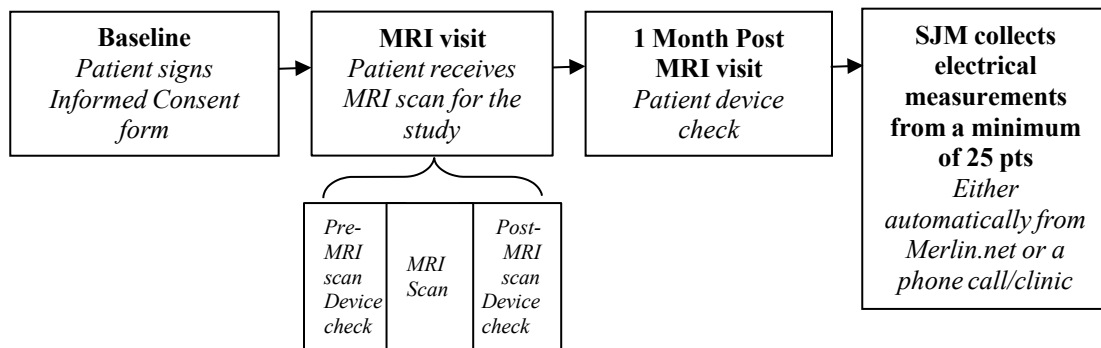 Baseline
Patient signs
Informed Consent
form
MRI visit
Patient receives
MRI scan for the
study
1 Month Post
MRI visit
Patient device
check
SJM collects
electrical
measurements
from a minimum
of 25 pts
Either
automatically from
Merlin.net or a
phone call/clinic
Pre-
MRI
scan
Device
check
MRI
Scan
Post-
MRI
scan
Device
check